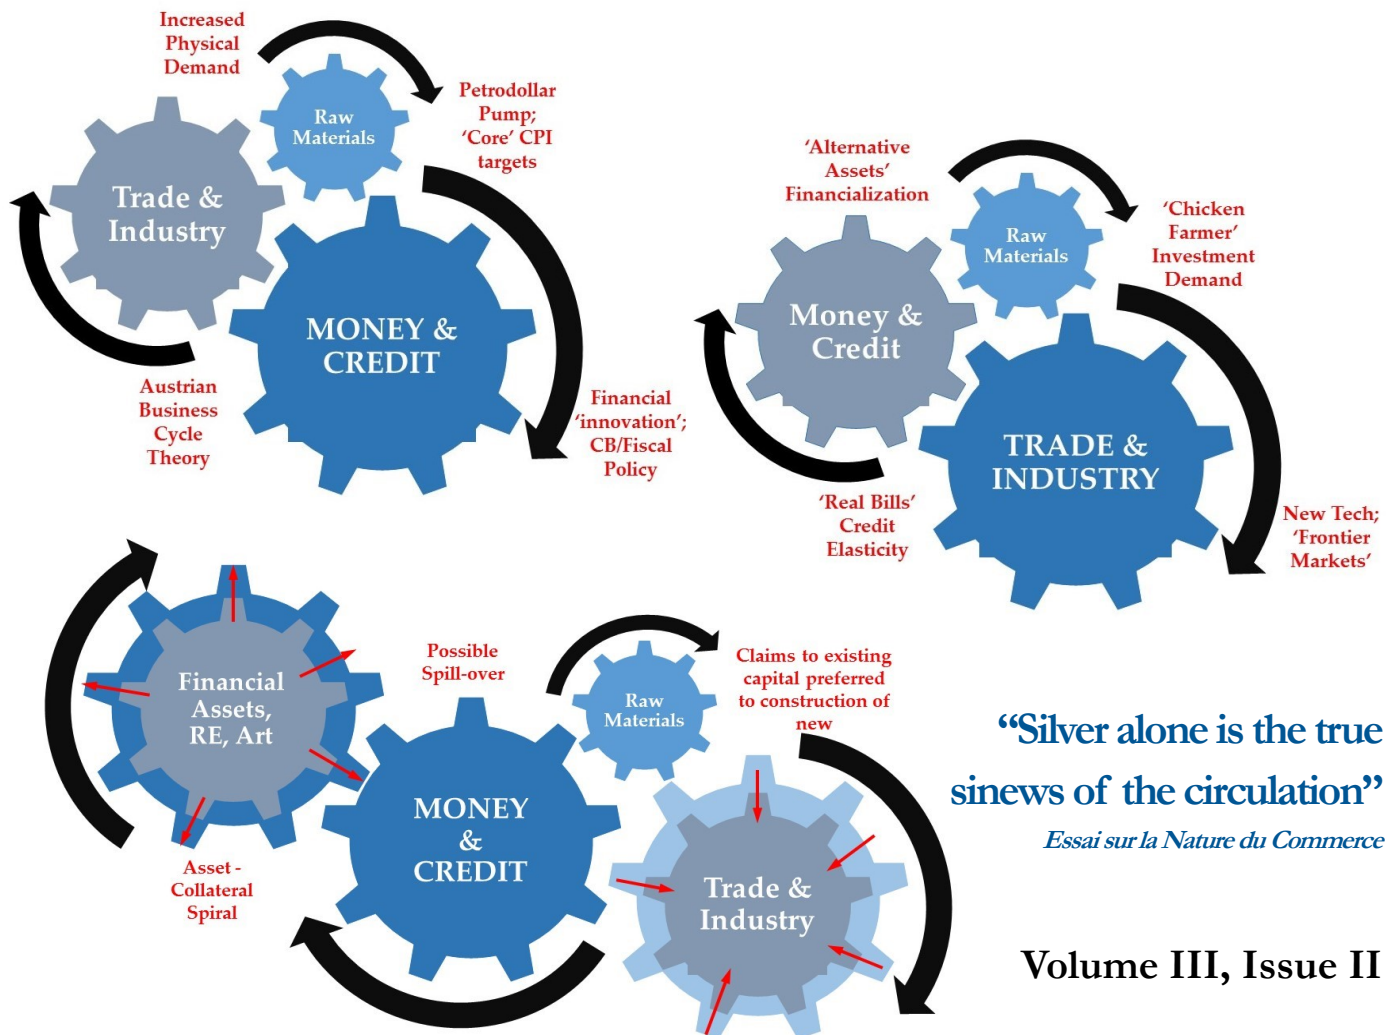 Increased
Physical
Demand
Raw
Materials
Petrodollar
Pump;
‘Core’ CPI
targets
Trade &
Industry
MONEY &
CREDIT
Austrian
Business
Cycle
Theory
Financial
‘innovation’;
CB/Fiscal
Policy
‘Alternative
Assets’
Financialization
Raw
Materials
‘Chicken
Farmer’
Investment
Demand
Money &
Credit
TRADE &
INDUSTRY
‘Real Bills’
Credit
Elasticity
New Tech;
‘Frontier
Markets’
Financial
Assets,
RE, Art
Possible
Spill-over
Raw
Materials
Claims to existing
capital preferred
to construction of
new
MONEY
&
CREDIT
Asset -
Collateral
Spiral
Trade &
Industry
“Silver alone is the true
sinews of the circulation”
Essai sur la Nature du Commerce
Volume III, Issue II